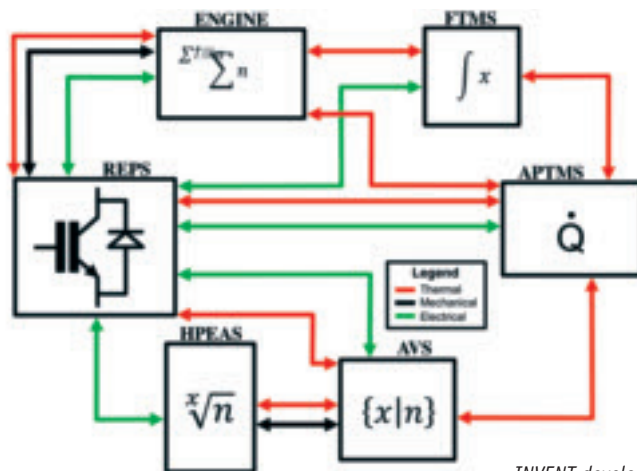 ENGINE
FTMS
∑ n
∫ x
REPS
APTMS
Q̇
Legend
Thermal
Mechanical
Electrical
HPEAS
AVS
ˣ√n
{x|n}
INVENT develo